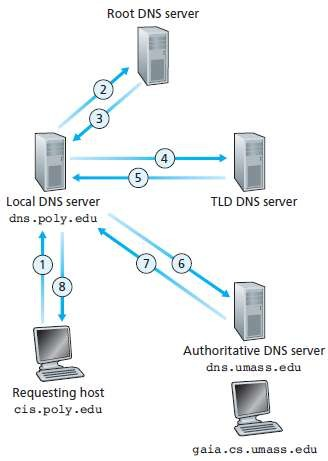 Root DNS server
2
3
4
5
Local DNS server
dns.poly.edu
TLD DNS server
1
8
7
6
Authoritative DNS server
dns.umass.edu
Requesting host
cis.poly.edu
gaia.cs.umass.edu